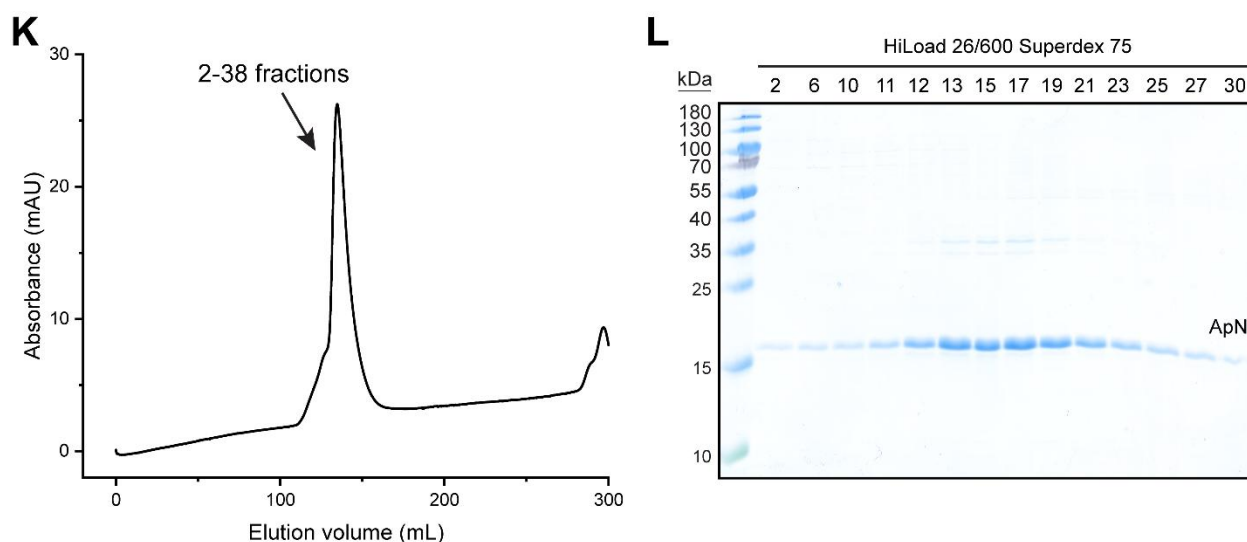 K
30
20
10
0
Absorbance (mAU)
2-38 fractions
0
100
200
300
Elution volume (mL)
L
HiLoad 26/600 Superdex 75
kDa
2 6 10 11 12 13 15 17 19 21 23 25 27 30
180
130
100
70
55
40
35
25
15
10
ApN